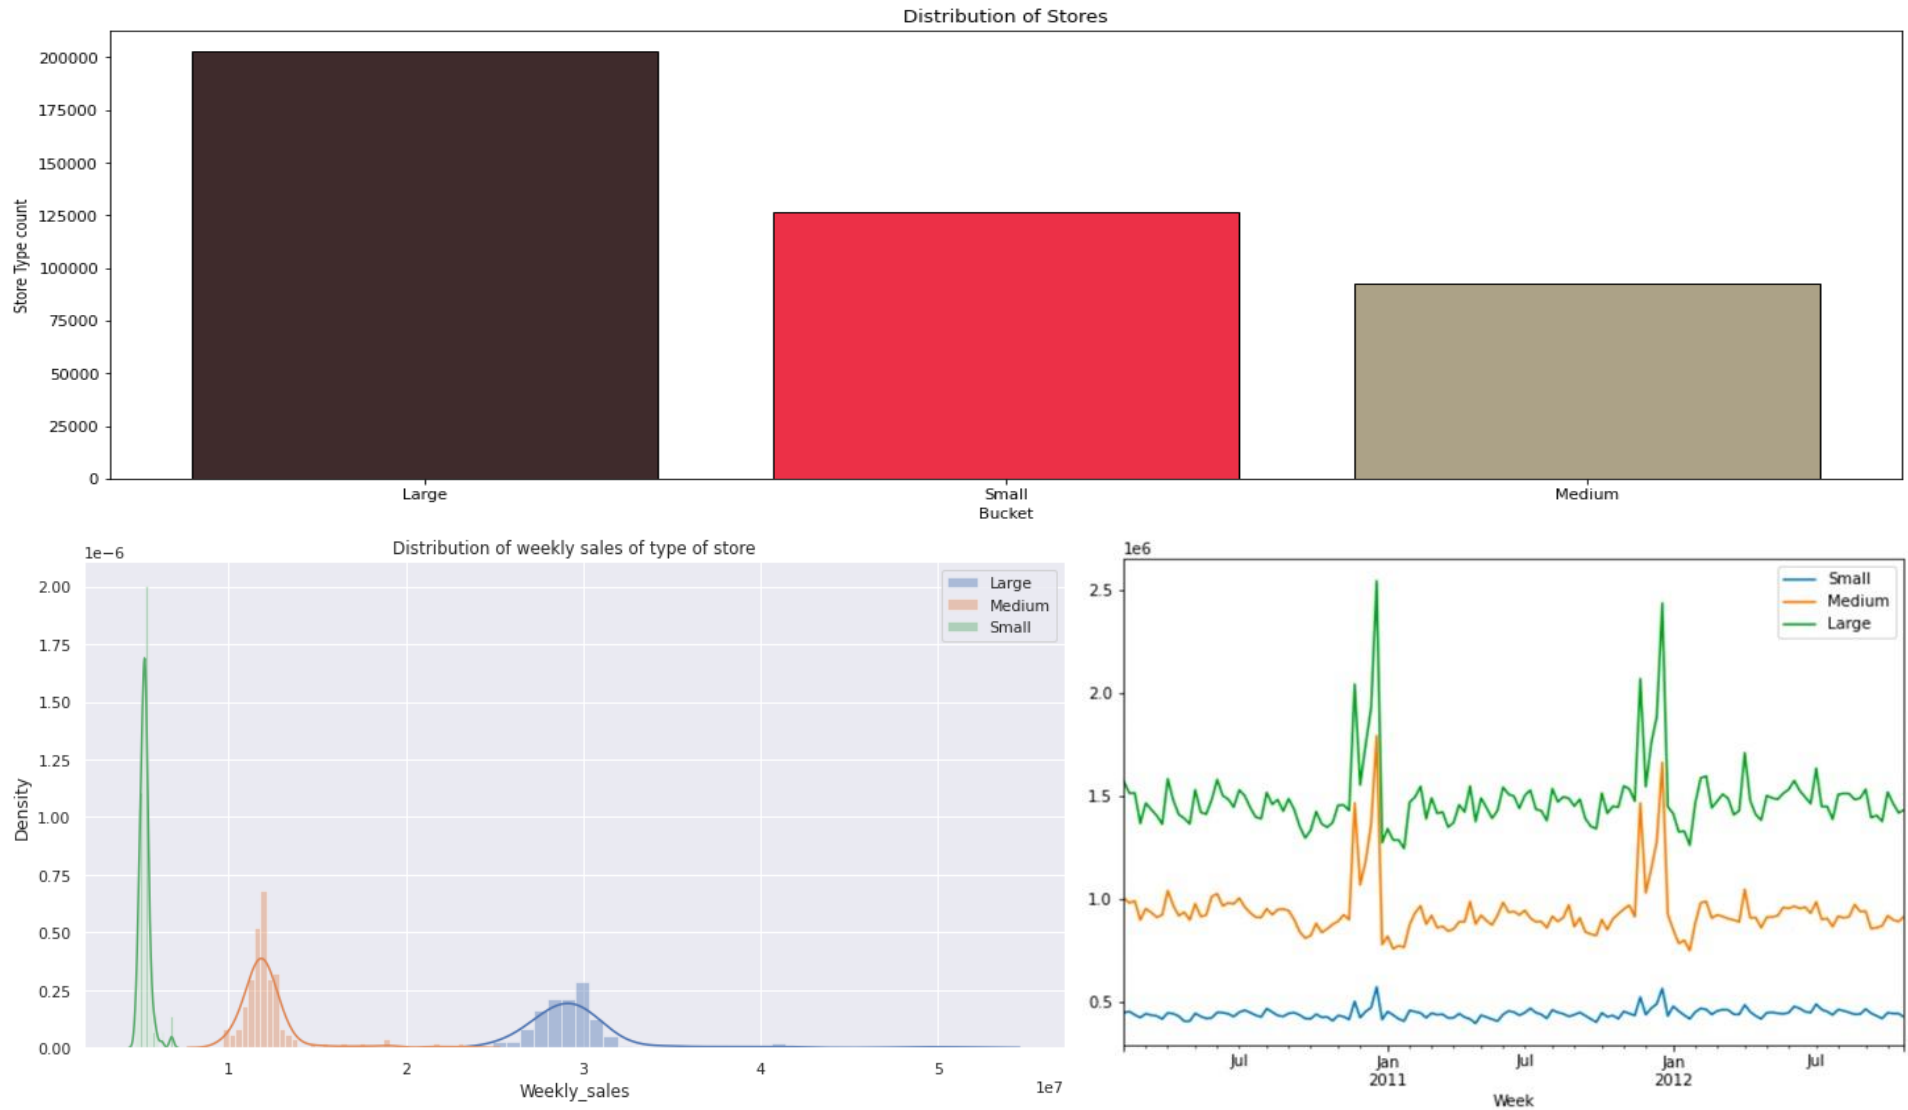 Distribution of Stores
200000
175000
150000
125000
100000
75000
50000
25000
0
Store Type count
Large Small Medium
Bucket
Distribution of weekly sales of type of store
1e−6
2.00
1.75
1.50
1.25
1.00
0.75
0.50
0.25
0.00
Density
Large
Medium
Small
1 2 3 4 5
1e7
Weekly_sales
1e6
2.5
2.0
1.5
1.0
0.5
Small
Medium
Large
Jul Jan Jul Jan Jul
2011 2012
Week